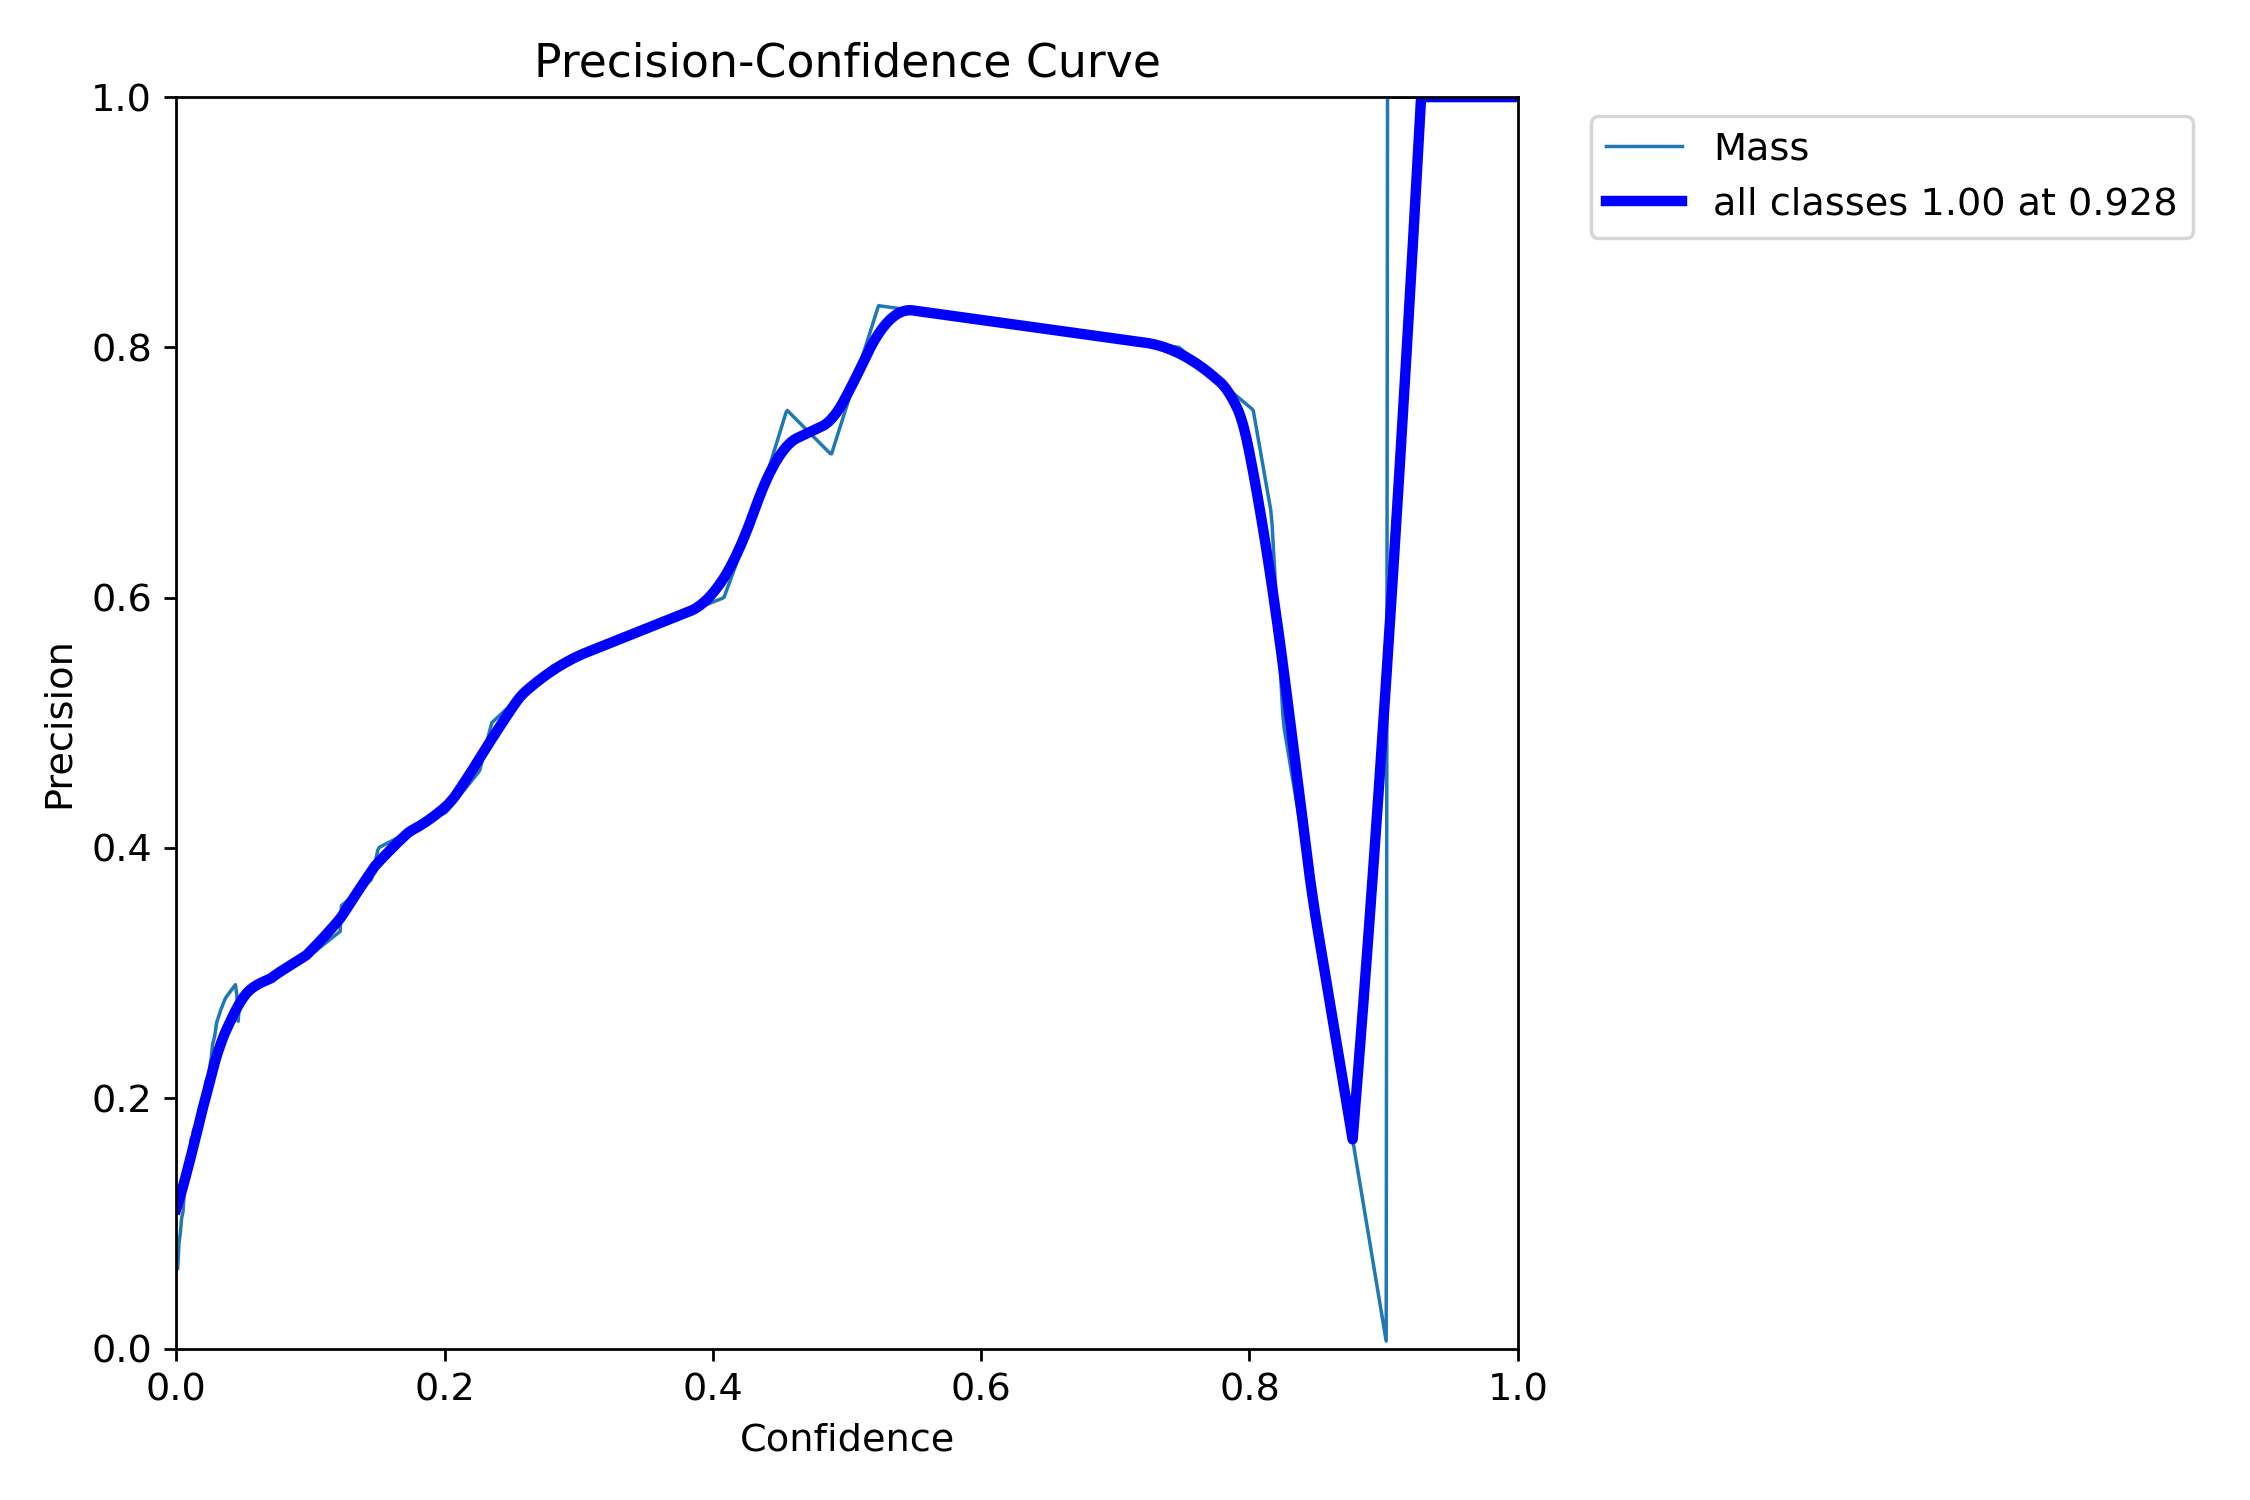 Precision-Confidence Curve
Mass
all classes 1.00 at 0.928
Precision
1.0
0.8
0.6
0.4
0.2
0.0
0.0 0.2 0.4 0.6 0.8 1.0
Confidence